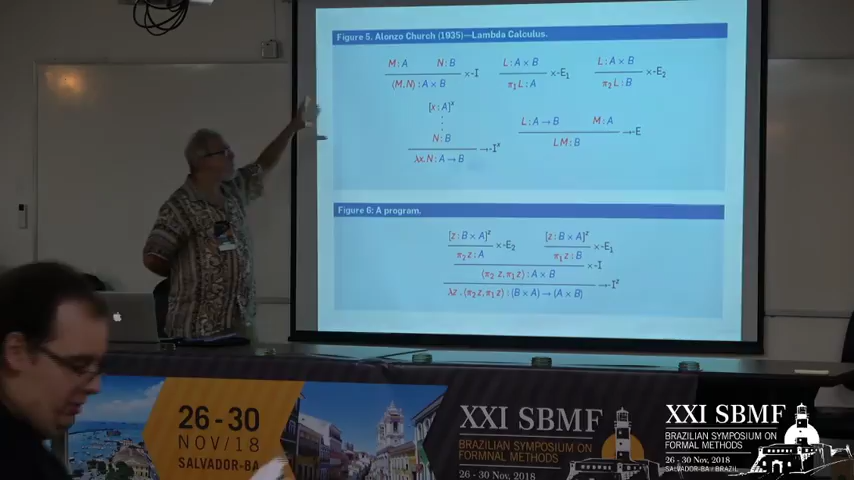 Figure 5. Alonzo Church (1935)—Lambda Calculus.
M : A N : B
⟨M, N⟩ : A × B ×-I
L : A × B
π₁L : A ×-E₁
L : A × B
π₂L : B ×-E₂
[x : A]ˣ
⋮
N : B
λx. N : A → B →-Iˣ
L : A → B M : A
L M : B →-E
Figure 6: A program.
[z : B × A]ᶻ
π₂ z : A ×-E₂
[z : B × A]ᶻ
π₁ z : B ×-E₁
⟨π₂ z, π₁ z⟩ : A × B ×-I
λz . ⟨π₂ z, π₁ z⟩ : (B × A) → (A × B) →-Iᶻ
26-30
NOV/18
SALVADOR-BA
XXI SBMF
BRAZILIAN SYMPOSIUM ON
FORMNAL METHODS
26 - 30 Nov, 2018
XXI SBMF
BRAZILIAN SYMPOSIUM ON
FORMAL METHODS
26 - 30 Nov, 2018
SALVADOR-BA / BRAZIL